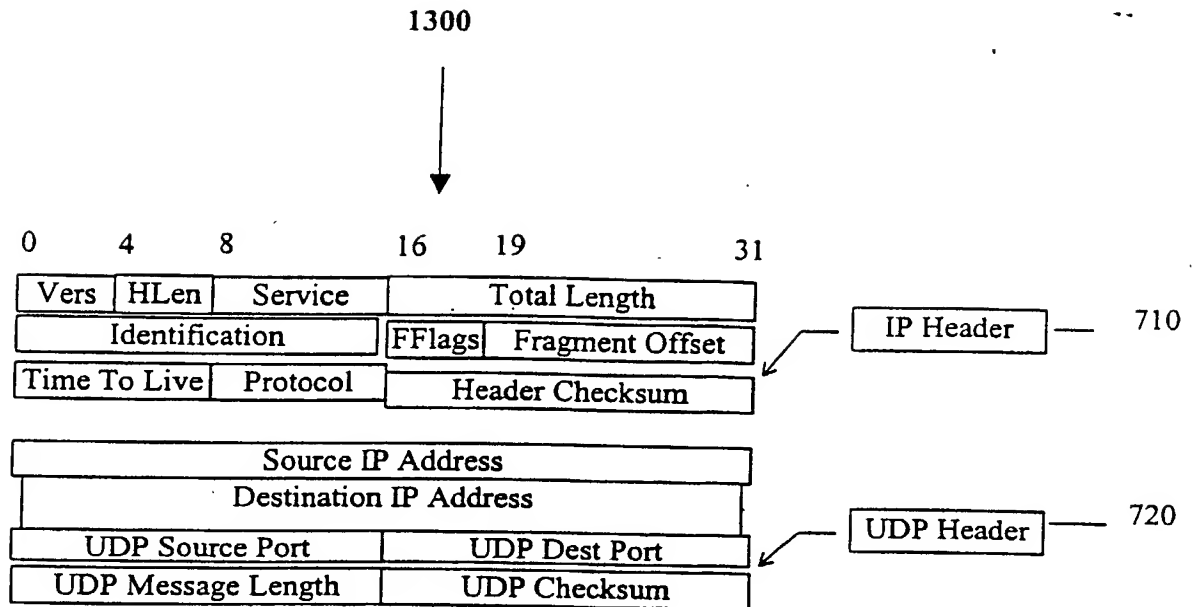 1300
0 4 8 16 19 31
Vers HLen Service Total Length
Identification FFlags Fragment Offset IP Header 710
Time To Live Protocol Header Checksum
Source IP Address
Destination IP Address
UDP Source Port UDP Dest Port UDP Header 720
UDP Message Length UDP Checksum